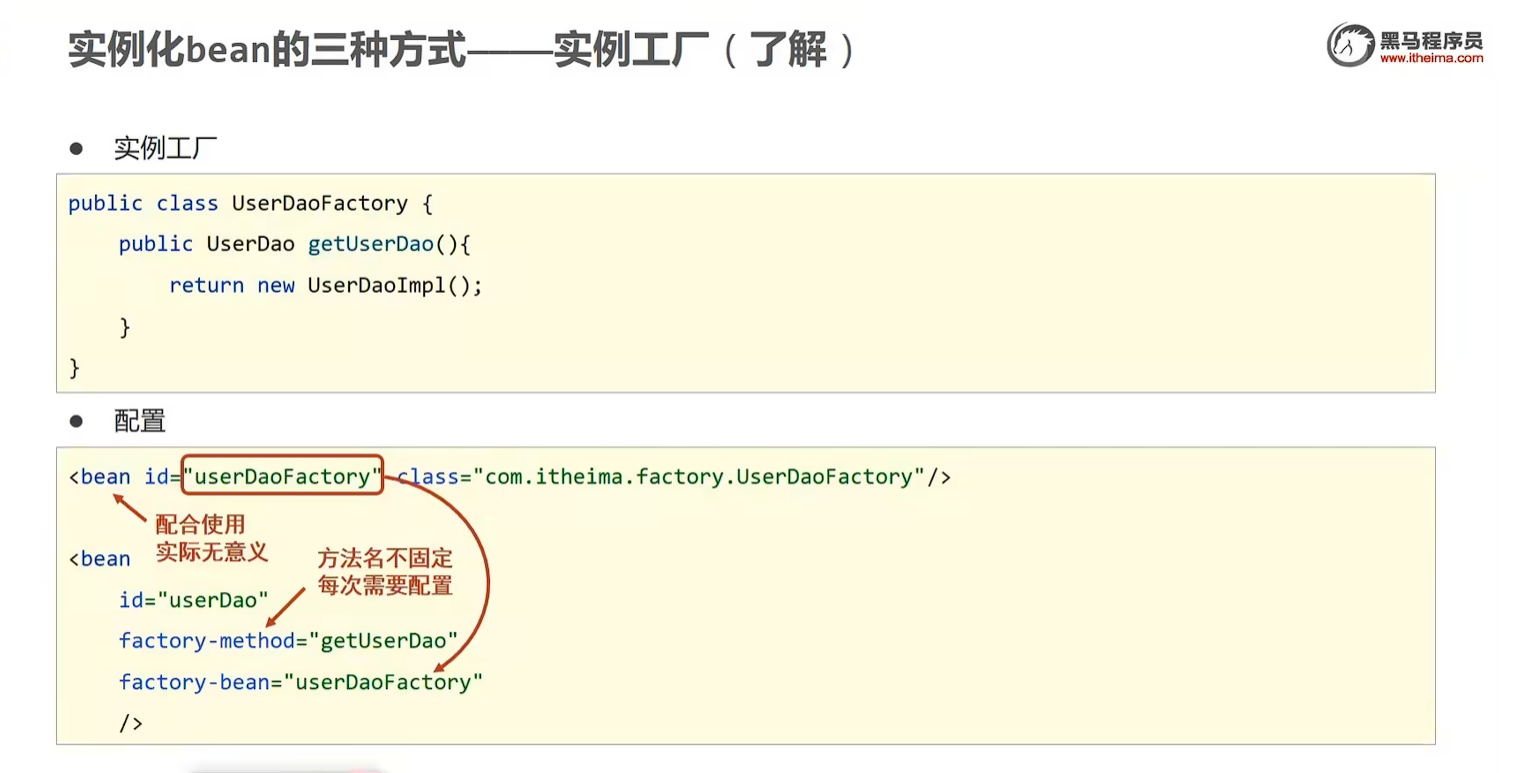 实例化bean的三种方式——实例工厂（了解）
黑马程序员
www.itheima.com
● 实例工厂
public class UserDaoFactory {
    public UserDao getUserDao(){
        return new UserDaoImpl();
    }
}
● 配置
<bean id="userDaoFactory" class="com.itheima.factory.UserDaoFactory"/>
配合使用
实际无意义
方法名不固定
每次需要配置
<bean
    id="userDao"
    factory-method="getUserDao"
    factory-bean="userDaoFactory"
    />